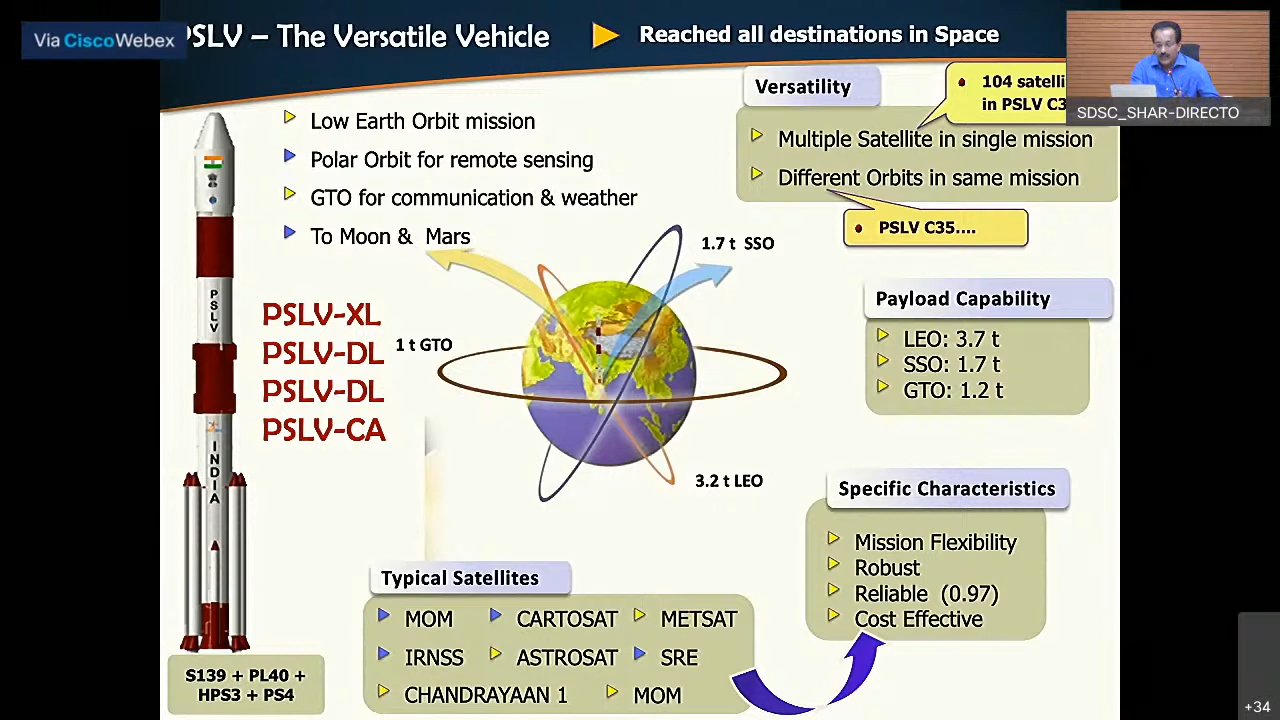 Via Cisco Webex
PSLV – The Versatile Vehicle
Reached all destinations in Space
SDSC_SHAR-DIRECTO
Low Earth Orbit mission
Polar Orbit for remote sensing
GTO for communication & weather
To Moon & Mars
Versatility
• 104 satelli
in PSLV C3
Multiple Satellite in single mission
Different Orbits in same mission
• PSLV C35....
PSLV
INDIA
PSLV-XL
PSLV-DL
PSLV-DL
PSLV-CA
1.7 t SSO
1 t GTO
3.2 t LEO
Payload Capability
LEO: 3.7 t
SSO: 1.7 t
GTO: 1.2 t
Specific Characteristics
Mission Flexibility
Robust
Reliable (0.97)
Cost Effective
Typical Satellites
MOM CARTOSAT METSAT
IRNSS ASTROSAT SRE
CHANDRAYAAN 1 MOM
S139 + PL40 +
HPS3 + PS4
+34